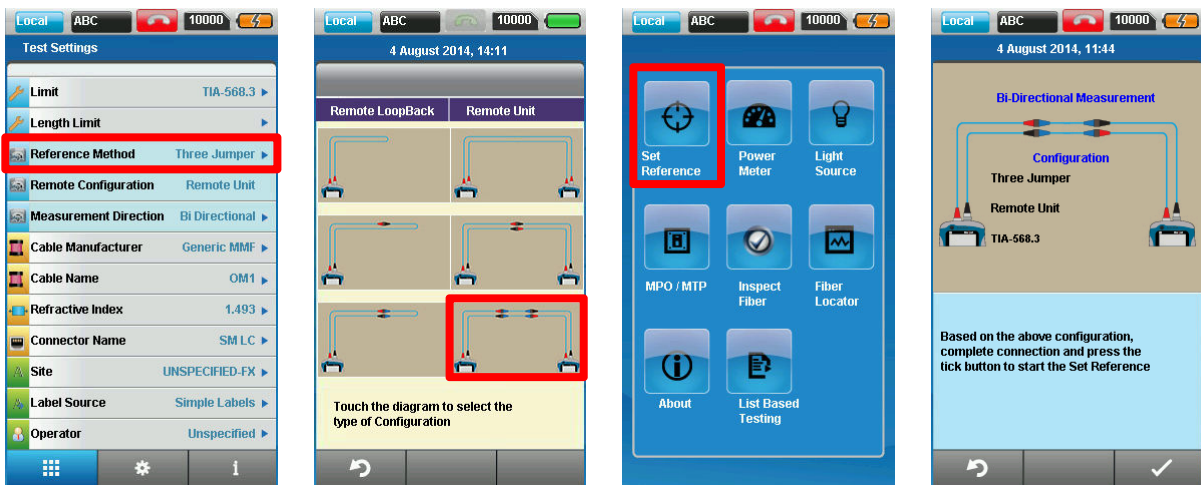 Local ABC 10000
Test Settings
Limit TIA-568.3
Length Limit
Reference Method Three Jumper
Remote Configuration Remote Unit
Measurement Direction Bi Directional
Cable Manufacturer Generic MMF
Cable Name OM1
Refractive Index 1.493
Connector Name SM LC
Site UNSPECIFIED-FX
Label Source Simple Labels
Operator Unspecified
Local ABC 10000
4 August 2014, 14:11
Remote LoopBack Remote Unit
Touch the diagram to select the
type of Configuration
Local ABC 10000
Set
Reference
Power
Meter
Light
Source
MPO / MTP
Inspect
Fiber
Fiber
Locator
About
List Based
Testing
Local ABC 10000
4 August 2014, 11:44
Bi-Directional Measurement
Configuration
Three Jumper
Remote Unit
TIA-568.3
Based on the above configuration,
complete connection and press the
tick button to start the Set Reference